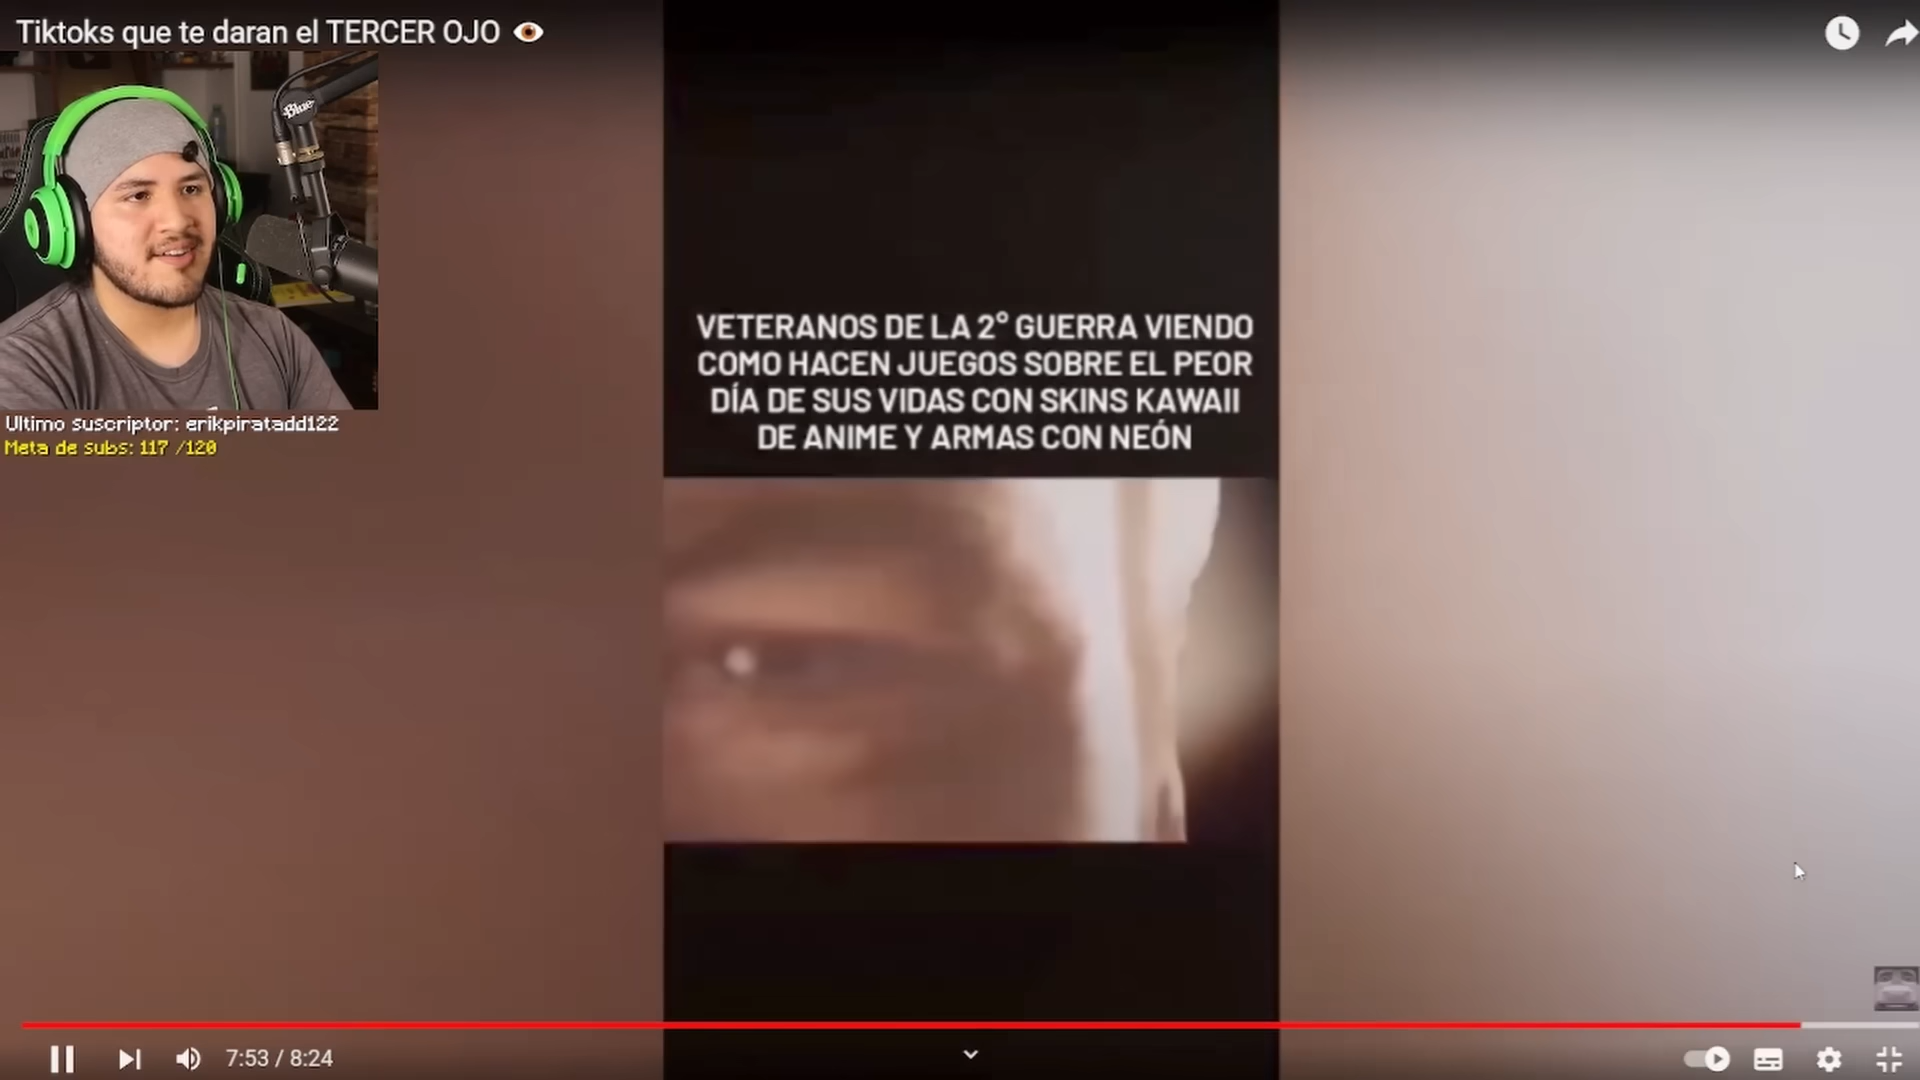 Tiktoks que te daran el TERCER OJO
Blue
Ultimo suscriptor: erikpiratadd122
Meta de subs: 117 /120
VETERANOS DE LA 2° GUERRA VIENDO
COMO HACEN JUEGOS SOBRE EL PEOR
DÍA DE SUS VIDAS CON SKINS KAWAII
DE ANIME Y ARMAS CON NEÓN
7:53 / 8:24